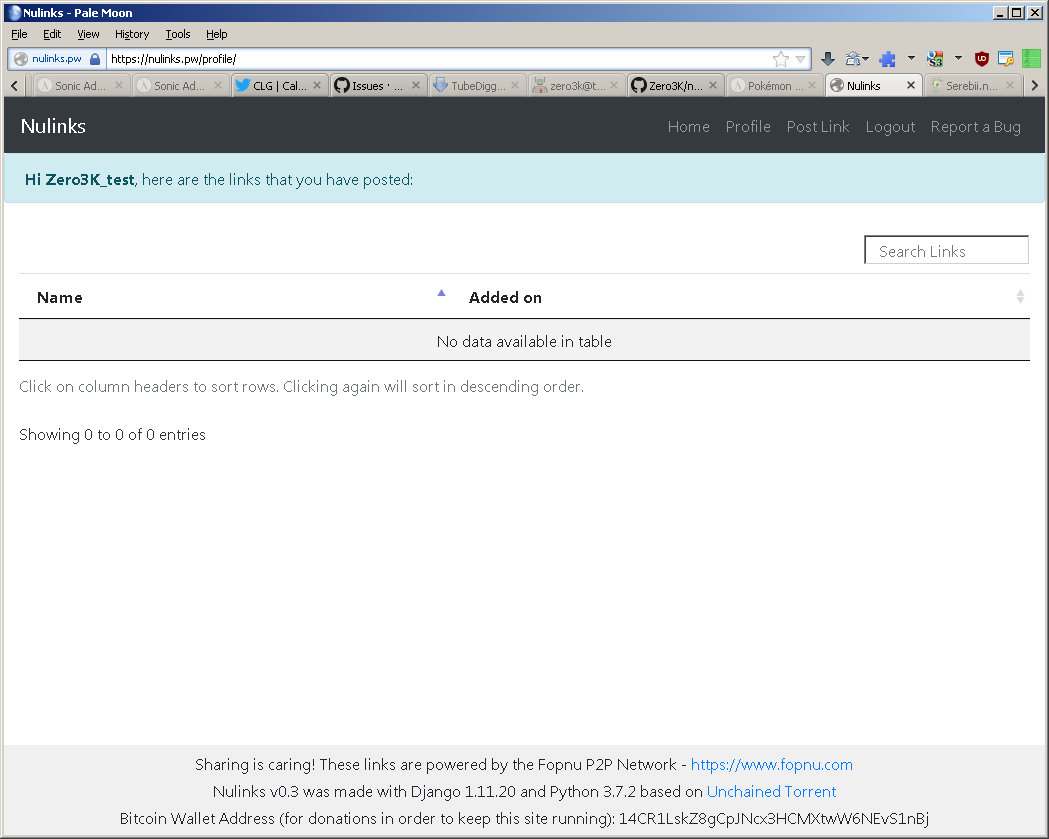 Nulinks - Pale Moon
File Edit View History Tools Help
nulinks.pw https://nulinks.pw/profile/
Sonic Ad... Sonic Ad... CLG | Cal... Issues · ... TubeDigg... zero3k@t... Zero3K/n... Pokémon ... Nulinks Serebii.n...
Nulinks Home Profile Post Link Logout Report a Bug
Hi Zero3K_test, here are the links that you have posted:
Search Links
Name Added on
No data available in table
Click on column headers to sort rows. Clicking again will sort in descending order.
Showing 0 to 0 of 0 entries
Sharing is caring! These links are powered by the Fopnu P2P Network - https://www.fopnu.com
Nulinks v0.3 was made with Django 1.11.20 and Python 3.7.2 based on Unchained Torrent
Bitcoin Wallet Address (for donations in order to keep this site running): 14CR1LskZ8gCpJNcx3HCMXtwW6NEvS1nBj